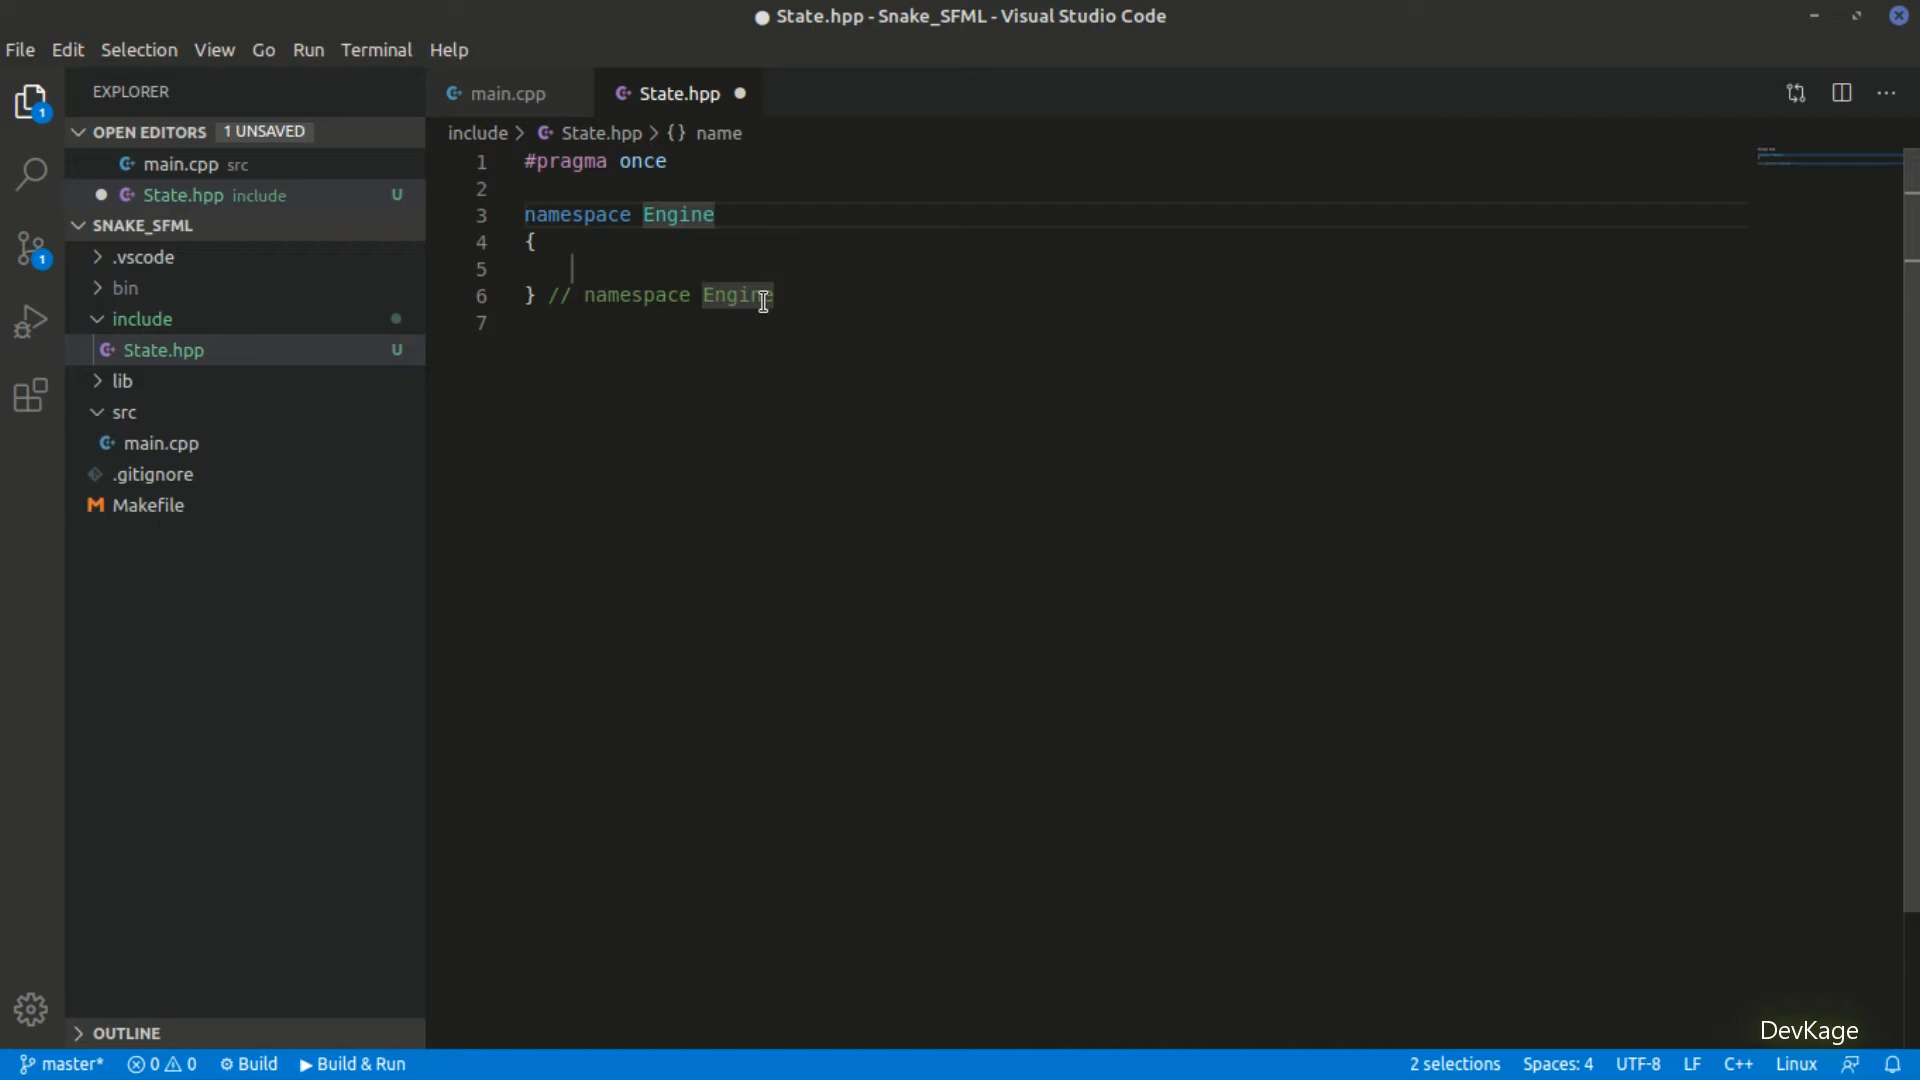 ● State.hpp - Snake_SFML - Visual Studio Code
File Edit Selection View Go Run Terminal Help
EXPLORER
main.cpp
State.hpp
OPEN EDITORS 1 UNSAVED
include > State.hpp > {} name
main.cpp src
State.hpp include U
SNAKE_SFML
.vscode
bin
include
State.hpp U
lib
src
main.cpp
.gitignore
Makefile
OUTLINE
1 #pragma once
2
3 namespace Engine
4 {
5
6 } // namespace Engine
7
1
1
DevKage
master* 0 0 Build Build & Run 2 selections Spaces: 4 UTF-8 LF C++ Linux